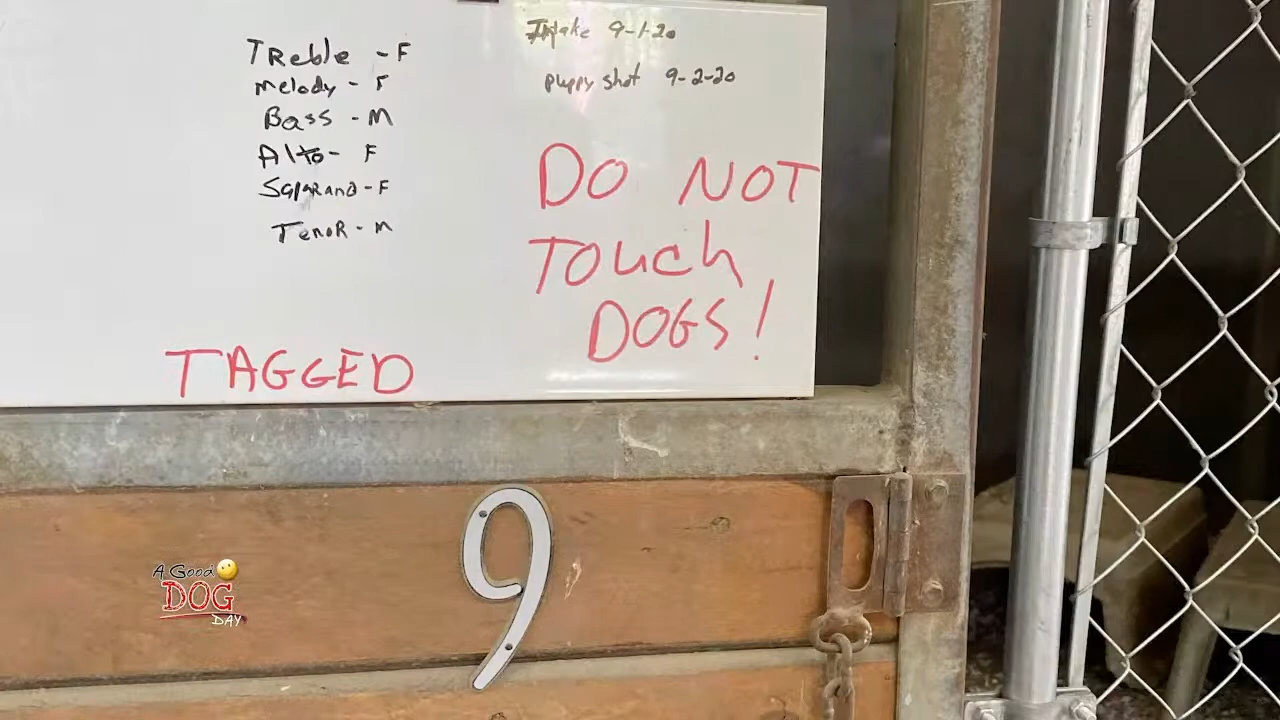 Treble - F
Melody - F
Bass - M
Alto - F
Soparano - F
Tenor - M
Intake 9-1-20
puppy shot 9-2-20
DO NOT
TOUCH
DOGS!
TAGGED
9
A GOOD
DOG
DAY